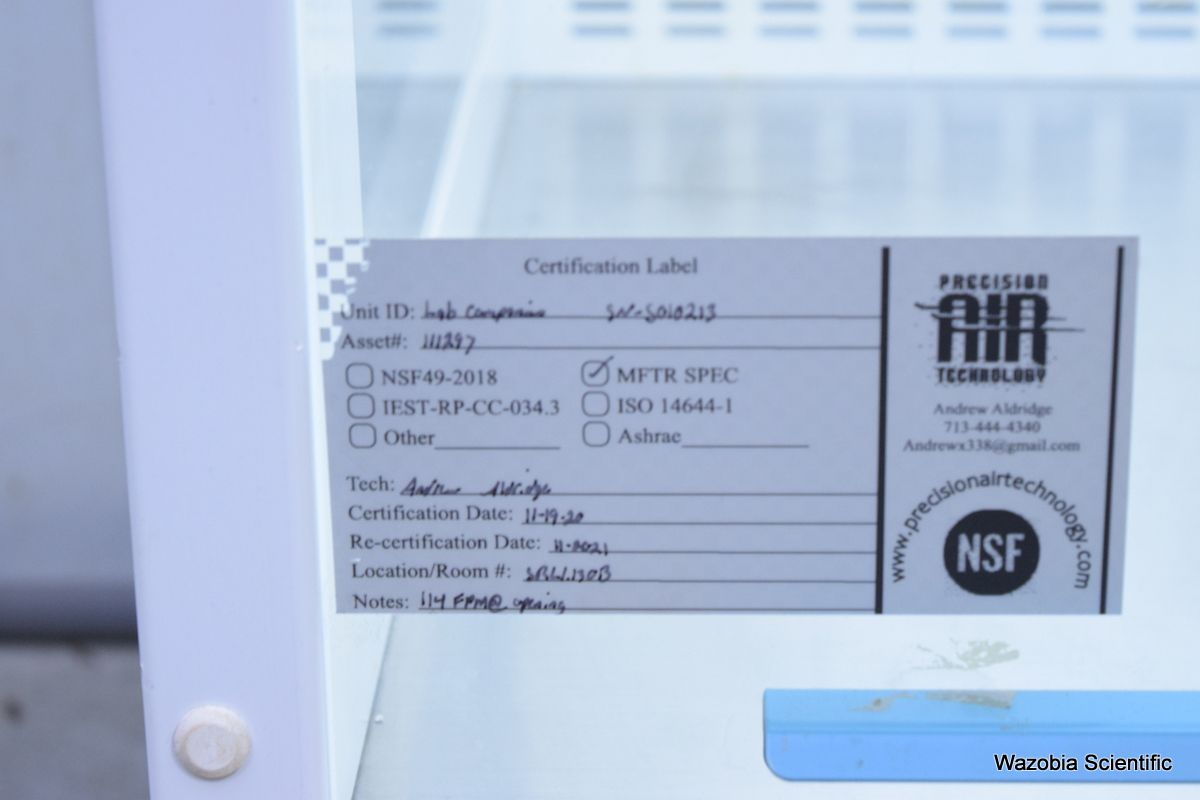 Certification Label
Unit ID: Lab Companion SN-SOI0213
Asset#: 111297
NSF49-2018 MFTR SPEC
IEST-RP-CC-034.3 ISO 14644-1
Other Ashrae
Tech: Andrew Aldridge
Certification Date: 11-19-20
Re-certification Date: 11-2021
Location/Room #:
Notes: 114 FPM@ opening
PRECISION
AIR
TECHNOLOGY
Andrew Aldridge
713-444-4340
Andrewx338@gmail.com
www.precisionairtechnology.com
NSF
Wazobia Scientific